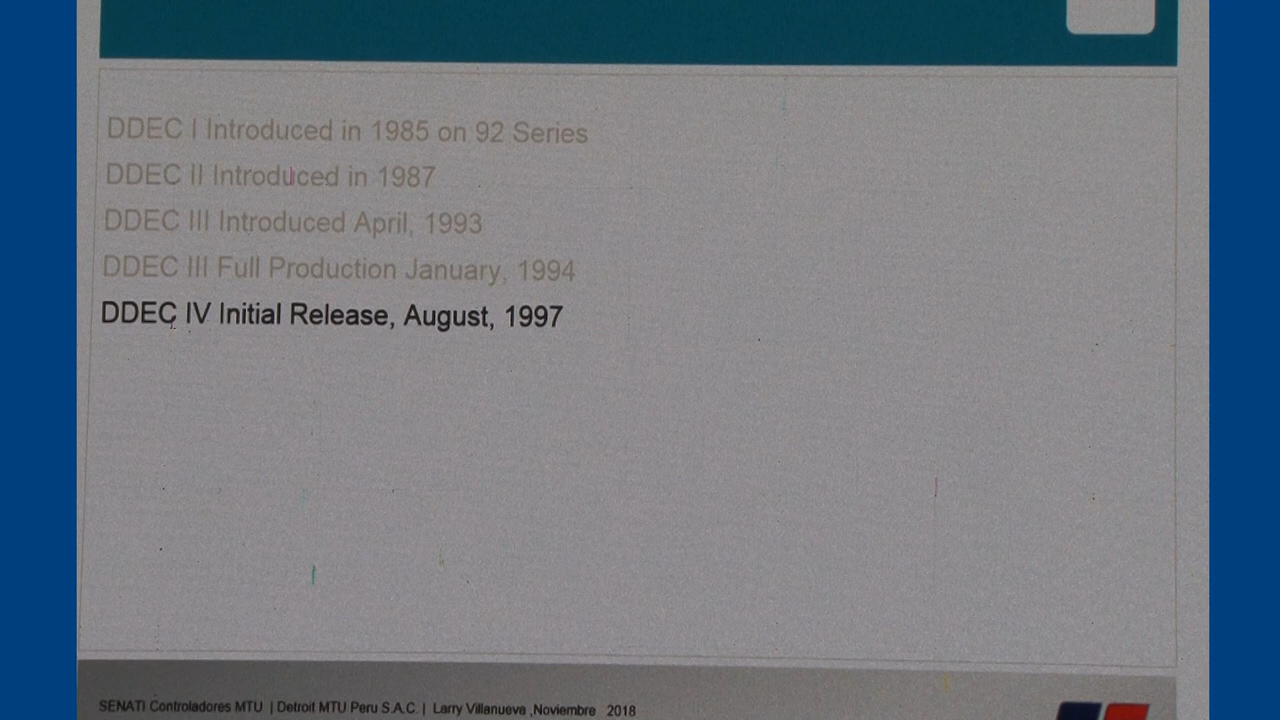 DDEC I Introduced in 1985 on 92 Series
DDEC II Introduced in 1987
DDEC III Introduced April, 1993
DDEC III Full Production January, 1994
DDEC IV Initial Release, August, 1997
SENATI Controladores MTU | Detroit MTU Peru S.A.C. | Larry Villanueva ,Noviembre 2018